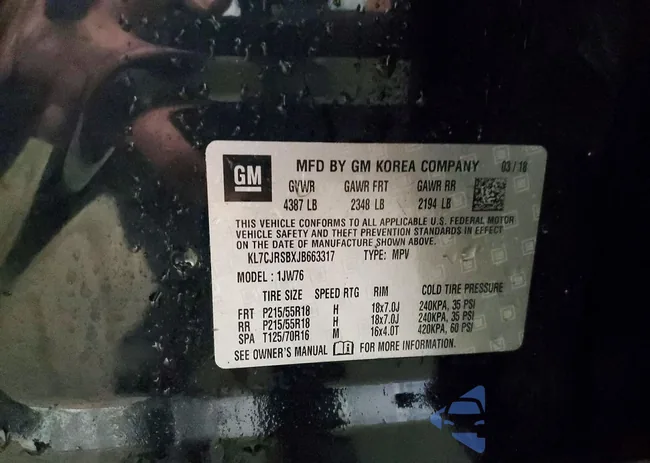 GM MFD BY GM KOREA COMPANY 03/18
GVWR GAWR FRT GAWR RR
4387 LB 2348 LB 2194 LB
THIS VEHICLE CONFORMS TO ALL APPLICABLE U.S. FEDERAL MOTOR
VEHICLE SAFETY AND THEFT PREVENTION STANDARDS IN EFFECT
ON THE DATE OF MANUFACTURE SHOWN ABOVE.
KL7CJRSBXJB663317 TYPE: MPV
MODEL: 1JW76
TIRE SIZE SPEED RTG RIM COLD TIRE PRESSURE
FRT P215/55R18 H 18x7.0J 240KPA, 35 PSI
RR P215/55R18 H 18x7.0J 240KPA, 35 PSI
SPA T125/70R16 M 16x4.0T 420KPA, 60 PSI
SEE OWNER'S MANUAL FOR MORE INFORMATION.